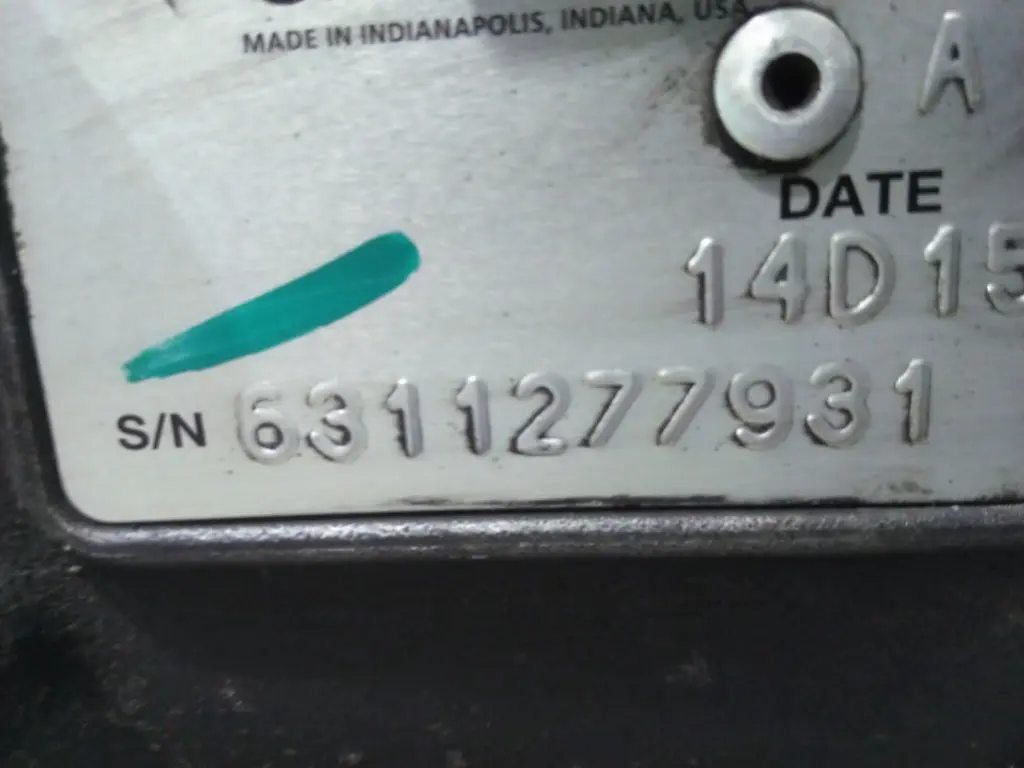 MADE IN INDIANAPOLIS, INDIANA, USA
A
DATE
14D15
S/N 6311277931